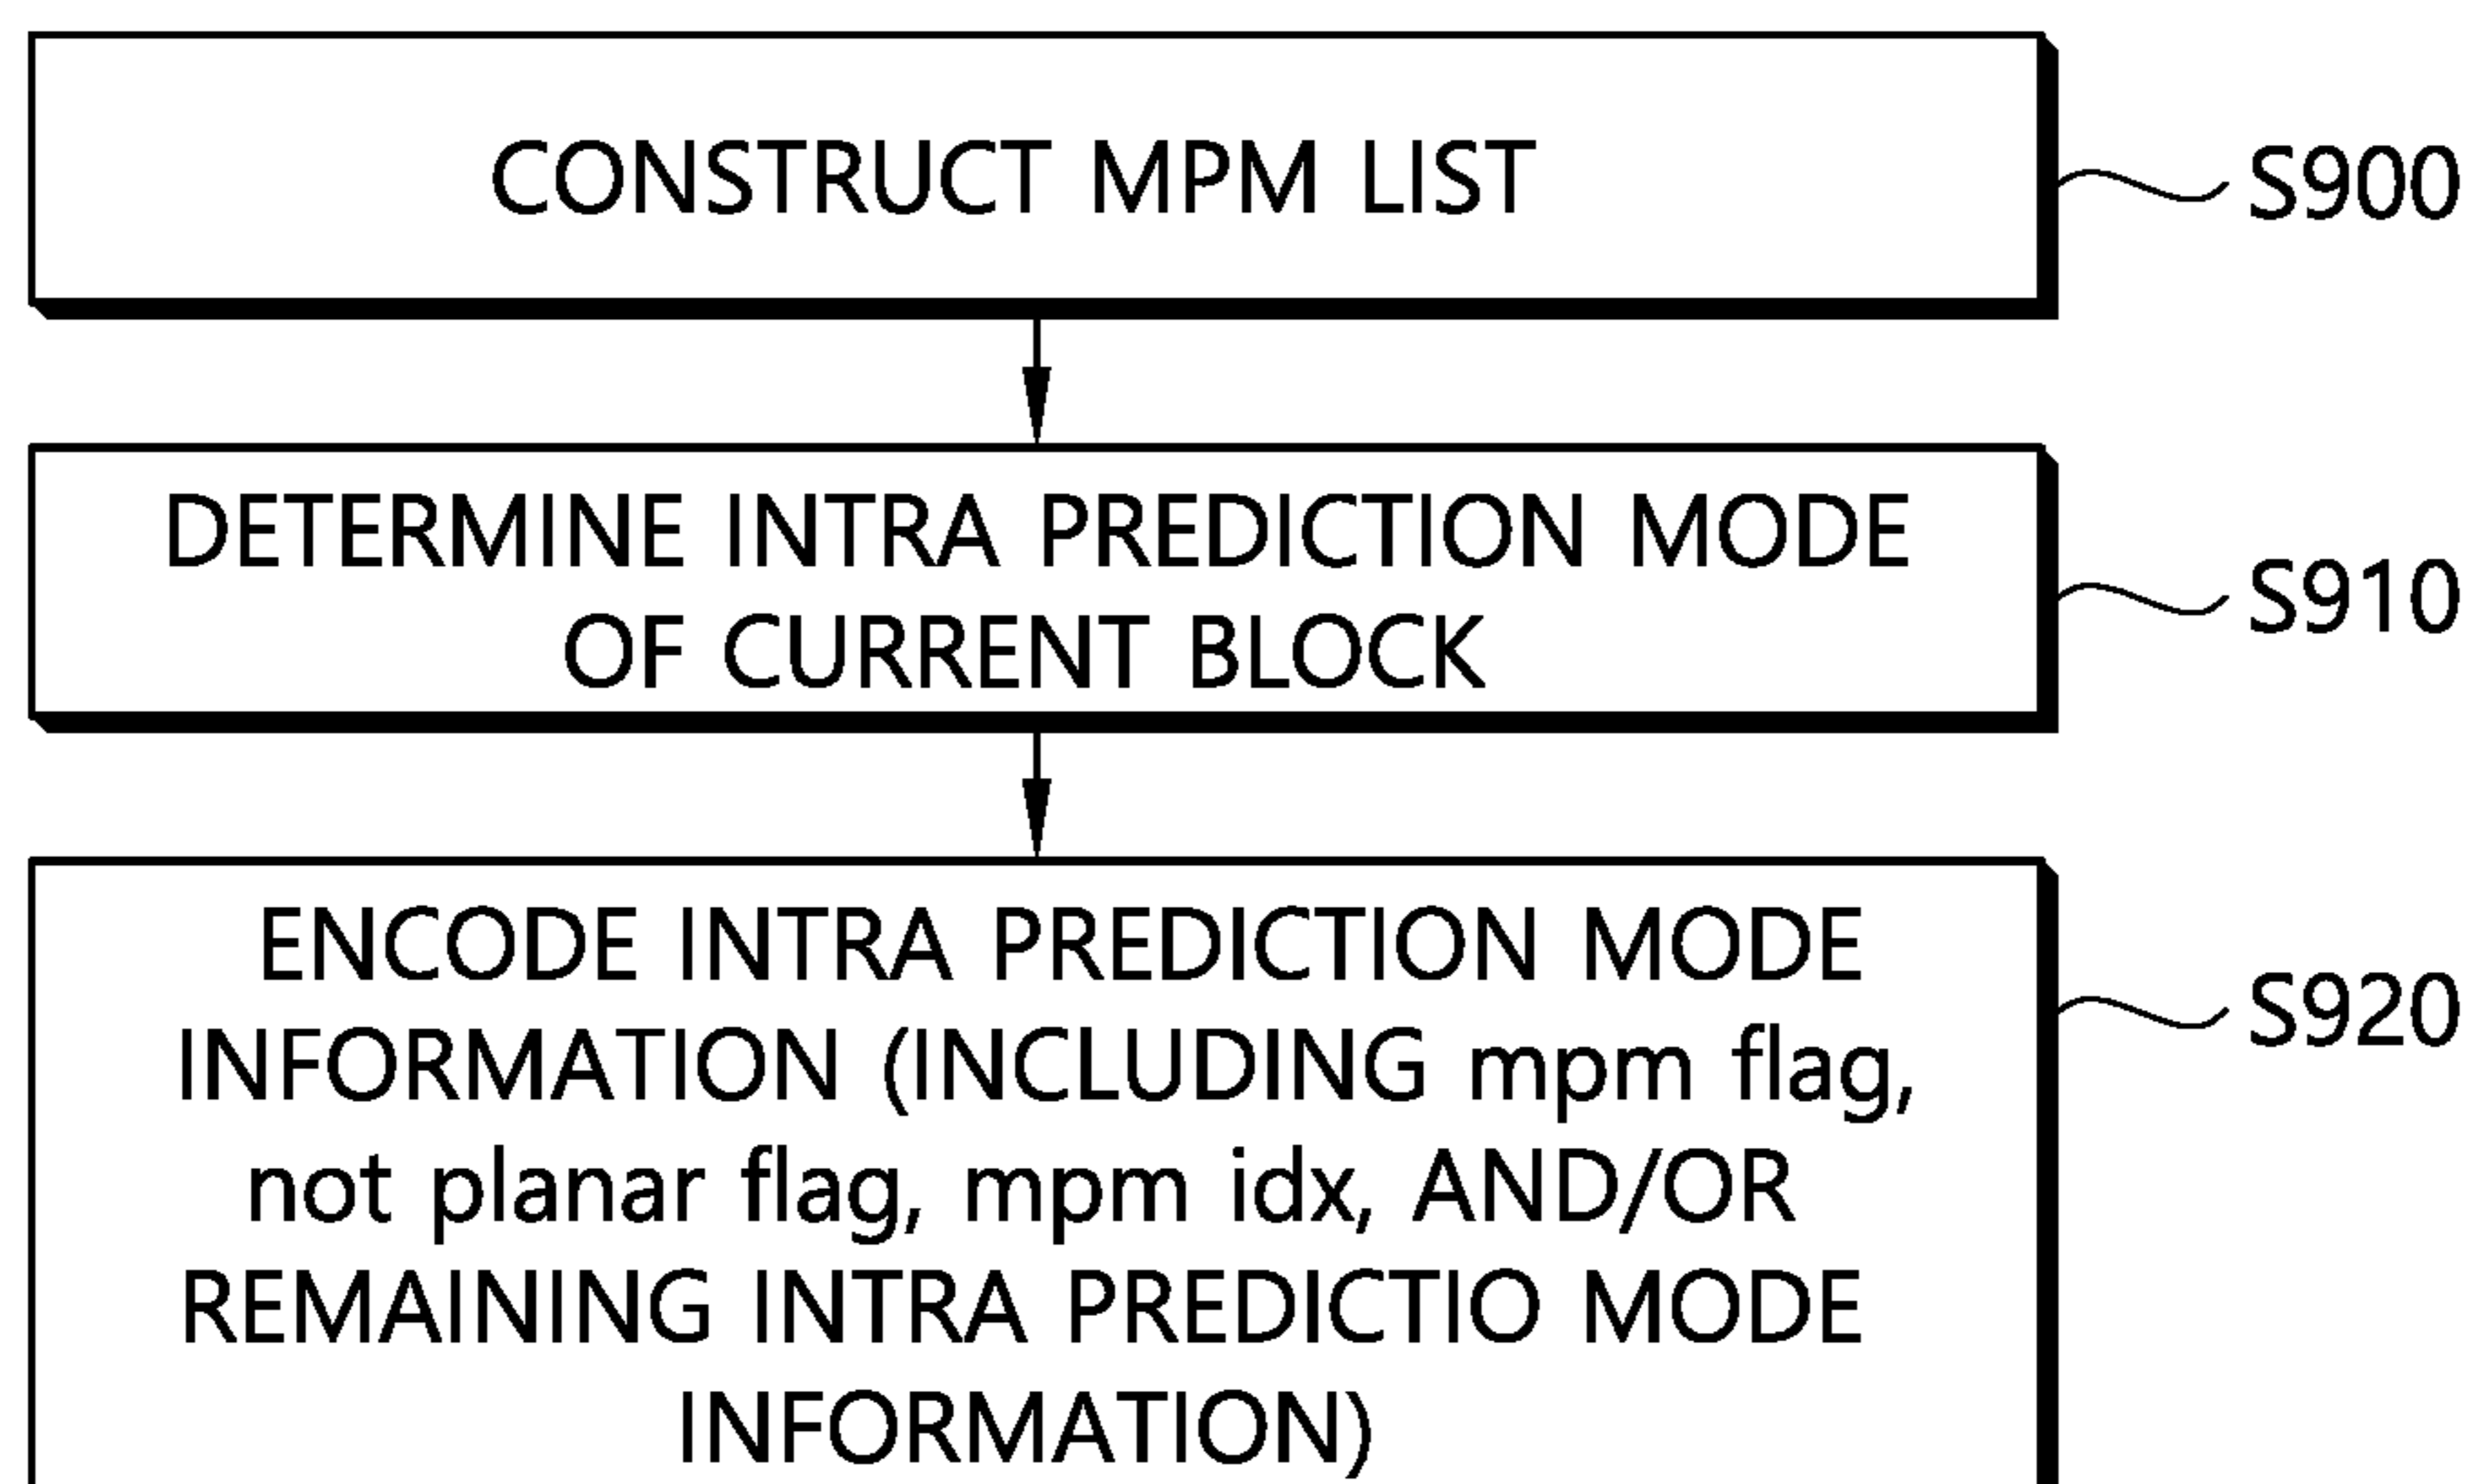 CONSTRUCT MPM LIST
S900
DETERMINE INTRA PREDICTION MODE
OF CURRENT BLOCK
S910
ENCODE INTRA PREDICTION MODE
INFORMATION (INCLUDING mpm flag,
not planar flag, mpm idx, AND/OR
REMAINING INTRA PREDICTIO MODE
INFORMATION)
S920